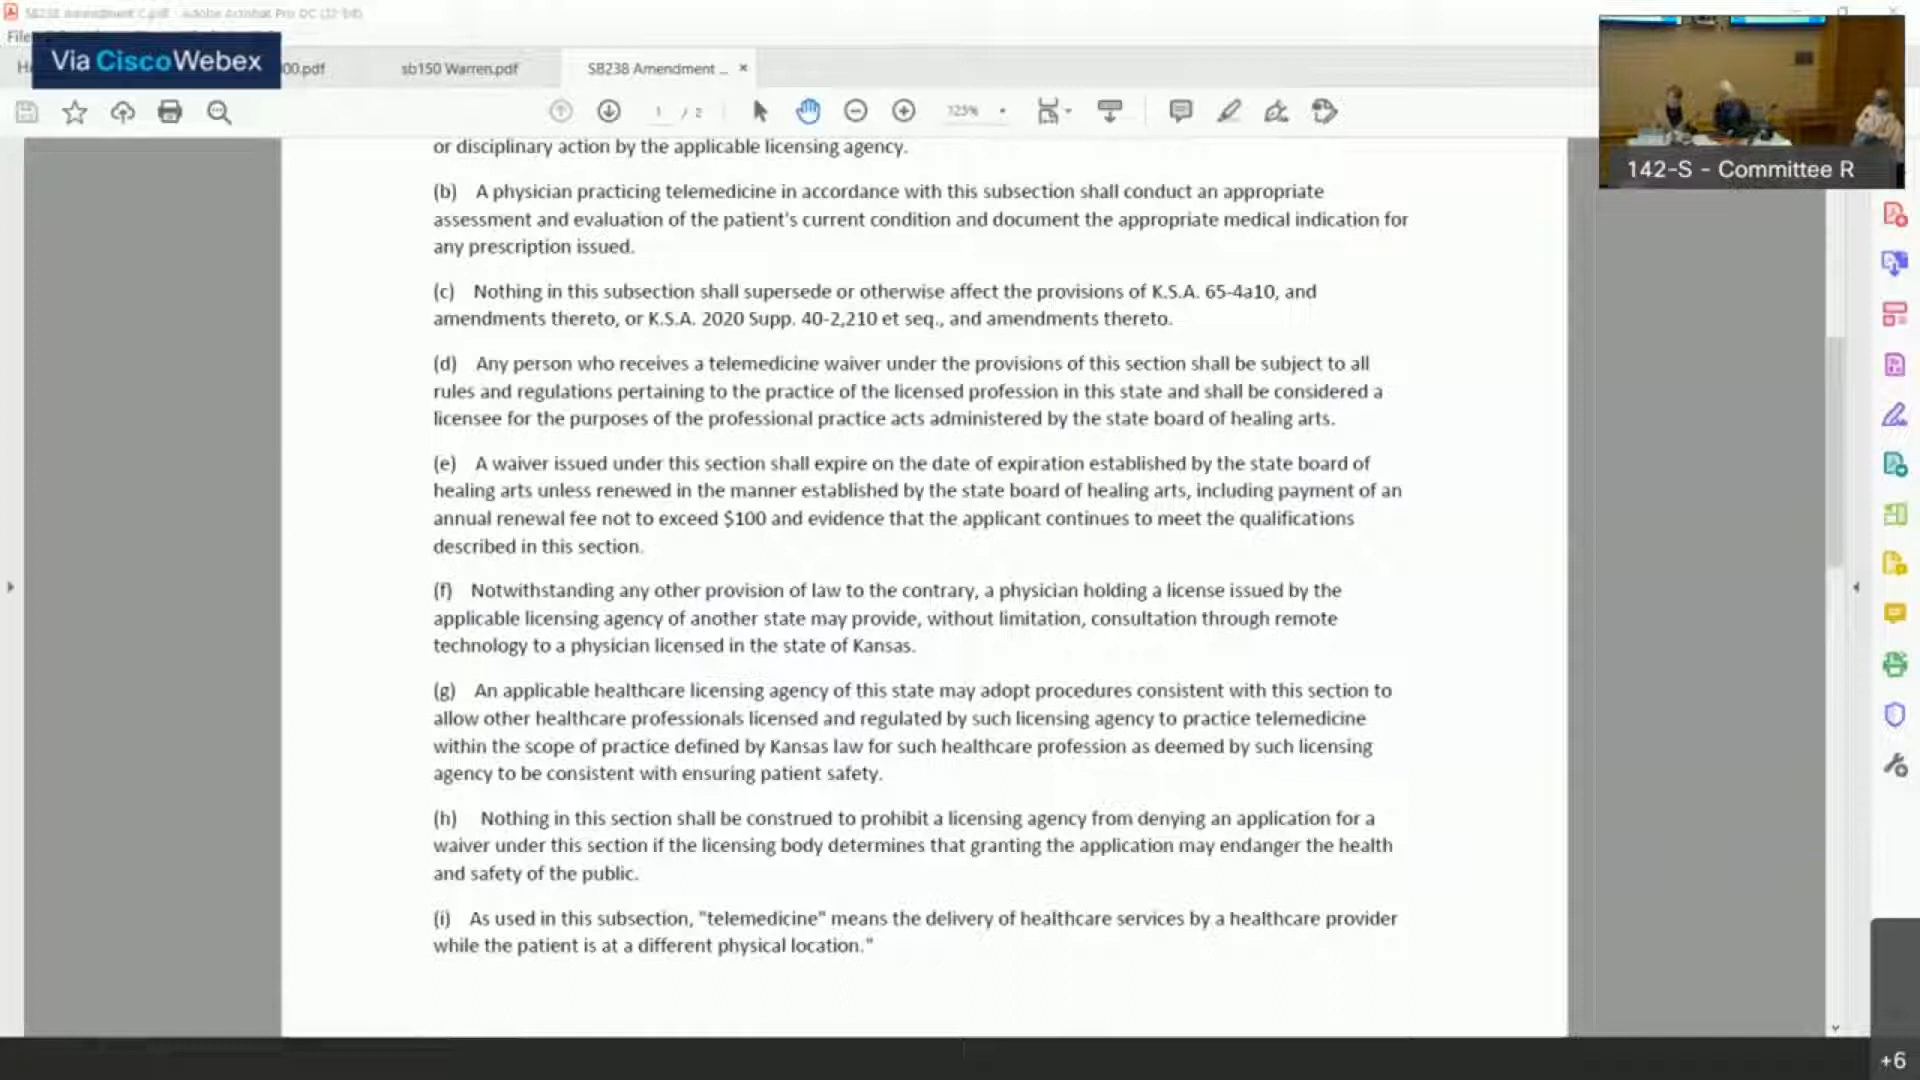 SB238 Amendment C.pdf - Adobe Acrobat Pro DC (32-bit)
File
Via CiscoWebex
00.pdf
sb150 Warren.pdf
SB238 Amendment ...
×
1 / 2
125%
142-S - Committee R
or disciplinary action by the applicable licensing agency.
(b) A physician practicing telemedicine in accordance with this subsection shall conduct an appropriate
assessment and evaluation of the patient's current condition and document the appropriate medical indication for
any prescription issued.
(c) Nothing in this subsection shall supersede or otherwise affect the provisions of K.S.A. 65-4a10, and
amendments thereto, or K.S.A. 2020 Supp. 40-2,210 et seq., and amendments thereto.
(d) Any person who receives a telemedicine waiver under the provisions of this section shall be subject to all
rules and regulations pertaining to the practice of the licensed profession in this state and shall be considered a
licensee for the purposes of the professional practice acts administered by the state board of healing arts.
(e) A waiver issued under this section shall expire on the date of expiration established by the state board of
healing arts unless renewed in the manner established by the state board of healing arts, including payment of an
annual renewal fee not to exceed $100 and evidence that the applicant continues to meet the qualifications
described in this section.
(f) Notwithstanding any other provision of law to the contrary, a physician holding a license issued by the
applicable licensing agency of another state may provide, without limitation, consultation through remote
technology to a physician licensed in the state of Kansas.
(g) An applicable healthcare licensing agency of this state may adopt procedures consistent with this section to
allow other healthcare professionals licensed and regulated by such licensing agency to practice telemedicine
within the scope of practice defined by Kansas law for such healthcare profession as deemed by such licensing
agency to be consistent with ensuring patient safety.
(h) Nothing in this section shall be construed to prohibit a licensing agency from denying an application for a
waiver under this section if the licensing body determines that granting the application may endanger the health
and safety of the public.
(i) As used in this subsection, "telemedicine" means the delivery of healthcare services by a healthcare provider
while the patient is at a different physical location."
+6